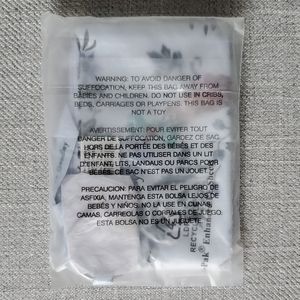 WARNING: TO AVOID DANGER OF
SUFFOCATION, KEEP THIS BAG AWAY FROM
BABIES AND CHILDREN. DO NOT USE IN CRIBS,
BEDS, CARRIAGES OR PLAYPENS. THIS BAG IS
NOT A TOY
AVERTISSEMENT: POUR EVITER TOUT
DANGER DE SUFFOCATION, GARDEZ CE SAC
HORS DE LA PORTÉE DES BÉBÉS ET DES
ENFANTS. NE PAS UTILISER DANS UN LIT
D'ENFANT LITS, LANDAUS OU PARCS POUR
BÉBÉS. CE SAC N'EST PAS UN JOUET.
PRECAUCION: PARA EVITAR EL PELIGRO DE
ASFIXIA, MANTENGA ESTA BOLSA LEJOS DE
BEBÉS Y NIÑOS. NO LA USE EN CUNAS,
CAMAS, CARREOLAS O CORRALES DE JUEGO.
ESTA BOLSA NO ES UN JUGUETE.
RECYCL
Pak® Enhanced